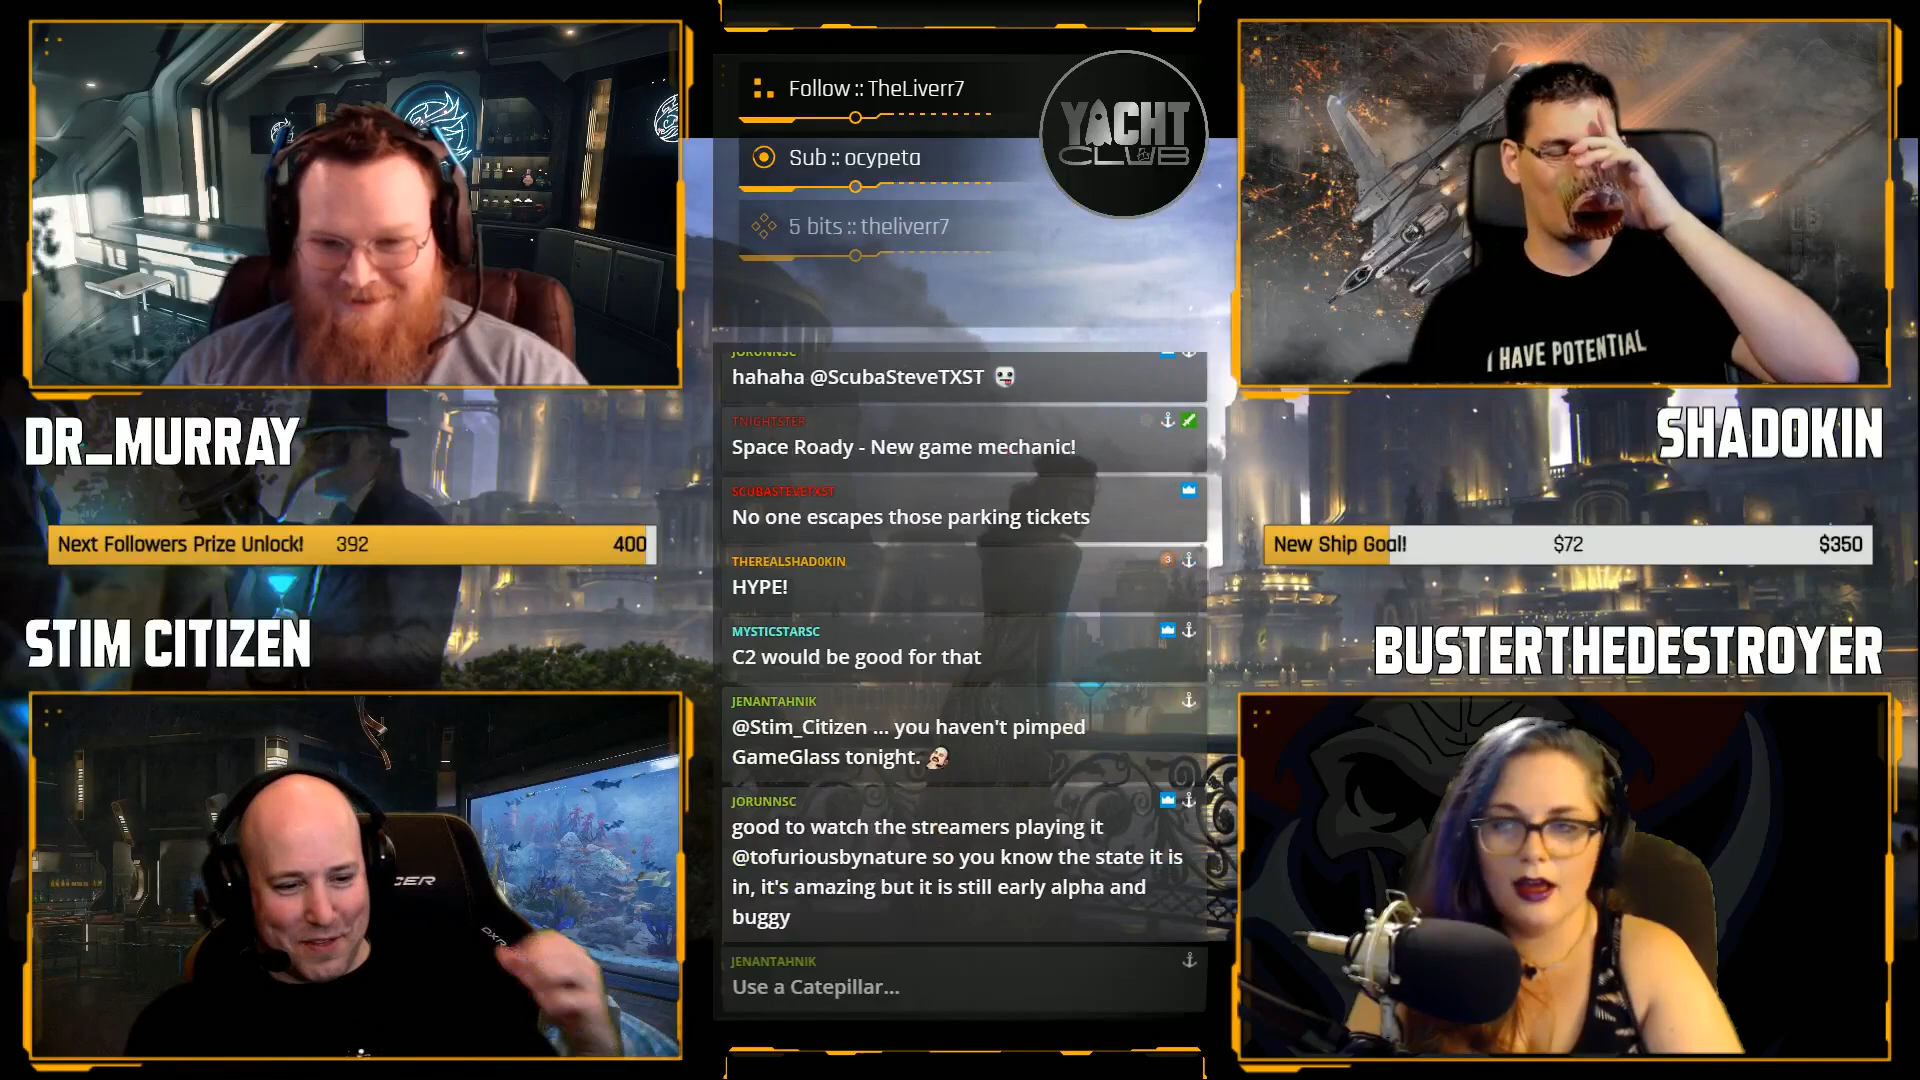 Follow :: TheLiverr7
YACHT
CLUB
Sub :: ocypeta
5 bits :: theliverr7
I HAVE POTENTIAL
JORUNNSC
hahaha @ScubaSteveTXST
DR_MURRAY
SHADOKIN
TNIGHTSTER
Space Roady - New game mechanic!
SCUBASTEVETXST
No one escapes those parking tickets
Next Followers Prize Unlock! 392 400
New Ship Goal! $72 $350
THEREALSHAD0KIN
3
HYPE!
STIM CITIZEN
BUSTERTHEDESTROYER
MYSTICSTARSC
C2 would be good for that
JENANTAHNIK
@Stim_Citizen ... you haven't pimped
GameGlass tonight.
JORUNNSC
good to watch the streamers playing it
@tofuriousbynature so you know the state it is
in, it's amazing but it is still early alpha and
buggy
JENANTAHNIK
Use a Catepillar...